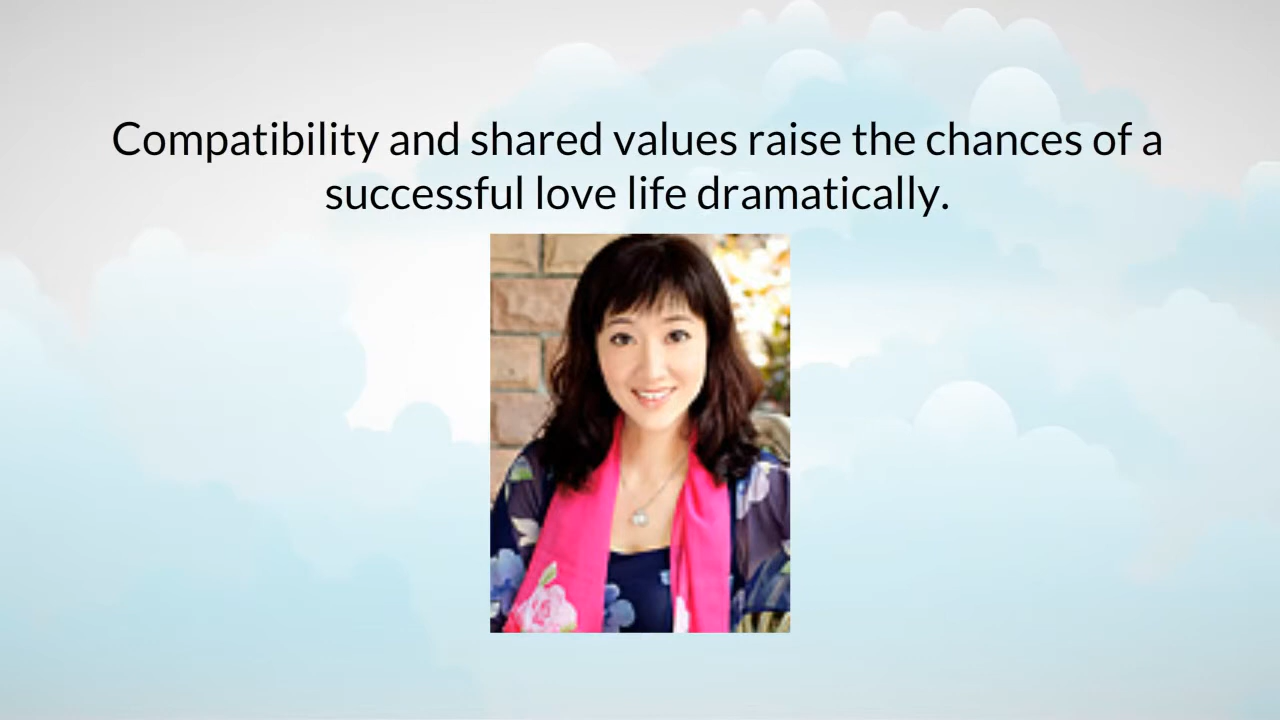 Compatibility and shared values raise the chances of a
successful love life dramatically.